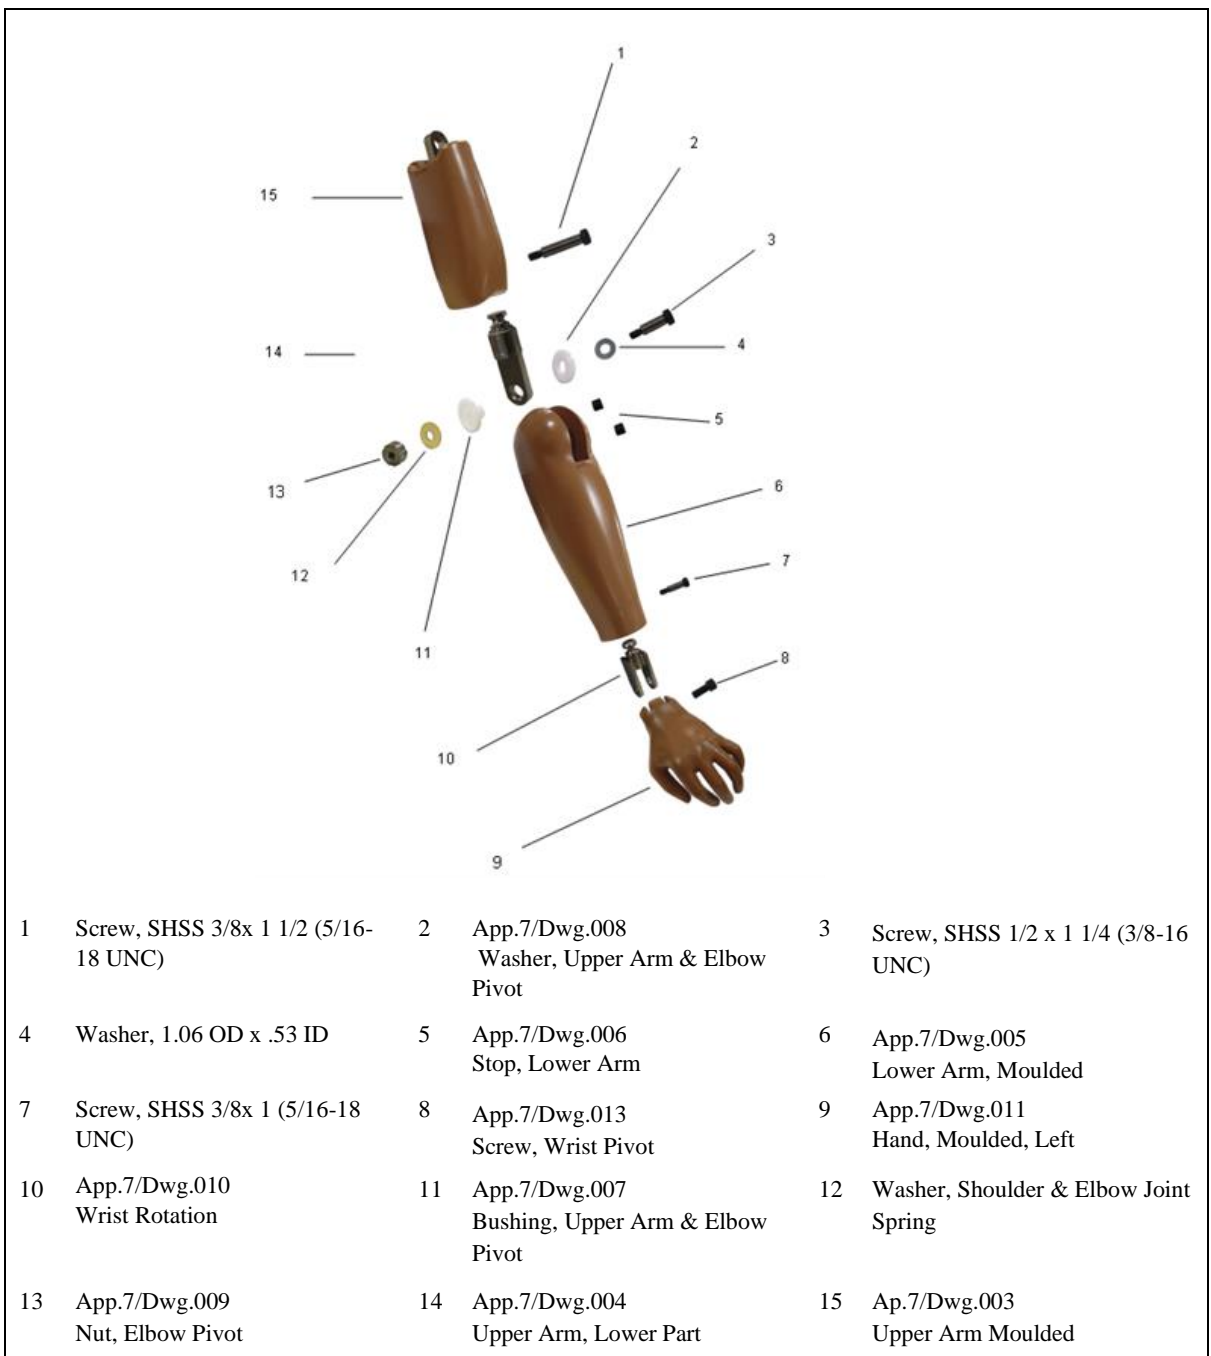 1
2
15
3
14
4
5
13
6
12
7
11
8
10
9
1 Screw, SHSS 3/8x 1 1/2 (5/16-
18 UNC)
2 App.7/Dwg.008
Washer, Upper Arm & Elbow
Pivot
3 Screw, SHSS 1/2 x 1 1/4 (3/8-16
UNC)
4 Washer, 1.06 OD x .53 ID
5 App.7/Dwg.006
Stop, Lower Arm
6 App.7/Dwg.005
Lower Arm, Moulded
7 Screw, SHSS 3/8x 1 (5/16-18
UNC)
8 App.7/Dwg.013
Screw, Wrist Pivot
9 App.7/Dwg.011
Hand, Moulded, Left
10 App.7/Dwg.010
Wrist Rotation
11 App.7/Dwg.007
Bushing, Upper Arm & Elbow
Pivot
12 Washer, Shoulder & Elbow Joint
Spring
13 App.7/Dwg.009
Nut, Elbow Pivot
14 App.7/Dwg.004
Upper Arm, Lower Part
15 Ap.7/Dwg.003
Upper Arm Moulded